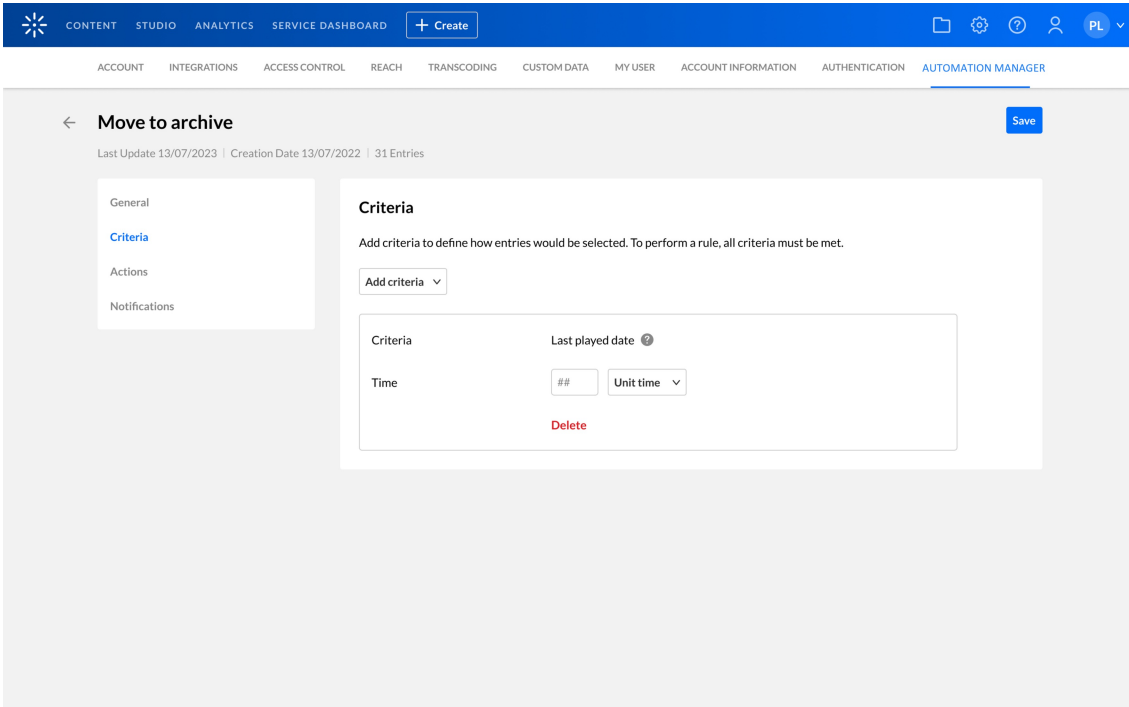 CONTENT STUDIO ANALYTICS SERVICE DASHBOARD + Create PL
ACCOUNT INTEGRATIONS ACCESS CONTROL REACH TRANSCODING CUSTOM DATA MY USER ACCOUNT INFORMATION AUTHENTICATION AUTOMATION MANAGER
Move to archive Save
Last Update 13/07/2023 | Creation Date 13/07/2022 | 31 Entries
General
Criteria
Actions
Notifications
Criteria
Add criteria to define how entries would be selected. To perform a rule, all criteria must be met.
Add criteria
Criteria Last played date ?
Time ## Unit time
Delete